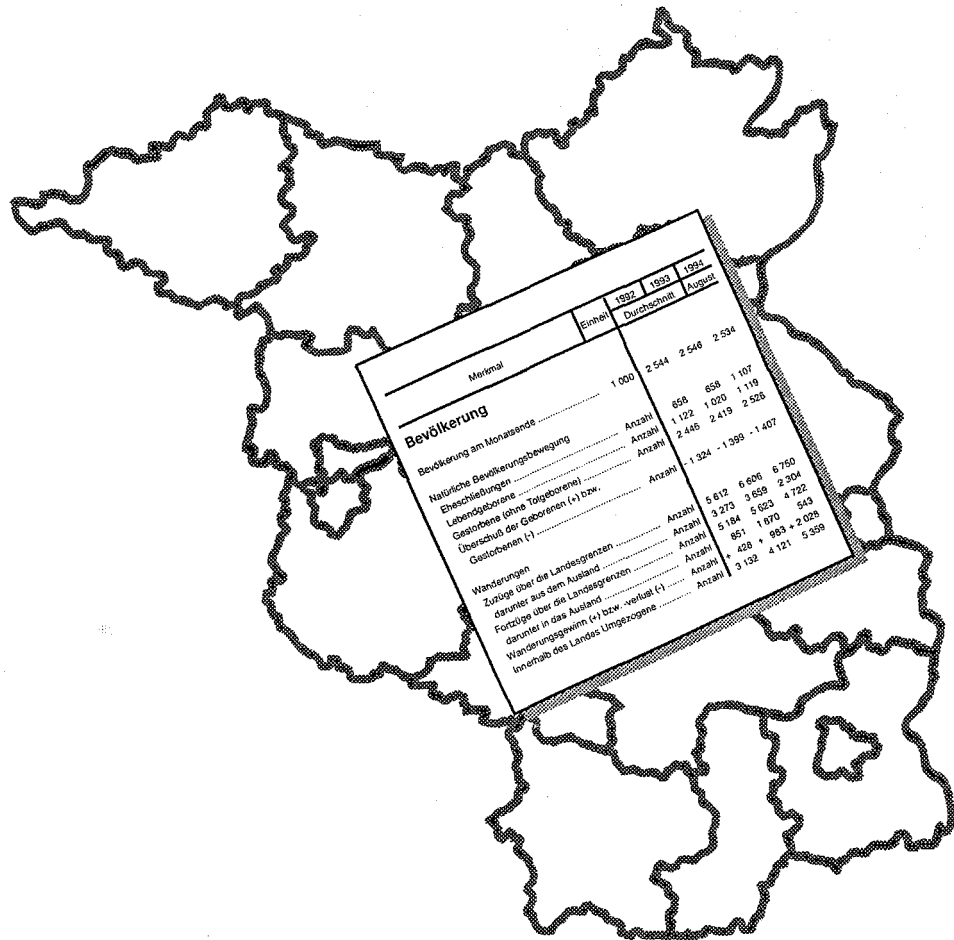 Merkmal Einheit 1992 1993 1994
Durchschnitt August
Bevölkerung
Bevölkerung am Monatsende .................... 1 000 2 544 2 546 2 534
Natürliche Bevölkerungsbewegung
Eheschließungen .................... Anzahl 656 658 1 107
Lebendgeborene .................... Anzahl 1 122 1 020 1 119
Gestorbene (ohne Totgeborene) .................... Anzahl 2 446 2 419 2 526
Überschuß der Geborenen (+) bzw.
Gestorbenen (-) .................... Anzahl - 1 324 - 1 399 - 1 407
Wanderungen
Zuzüge über die Landesgrenzen .................... Anzahl 5 612 6 606 6 750
darunter aus dem Ausland .................... Anzahl 3 273 3 659 2 304
Fortzüge über die Landesgrenzen .................... Anzahl 5 184 5 623 4 722
darunter in das Ausland .................... Anzahl 851 1 670 543
Wanderungsgewinn (+) bzw. -verlust (-) ........ Anzahl + 428 + 983 + 2 028
Innerhalb des Landes Umgezogene .......... Anzahl 3 132 4 121 5 359